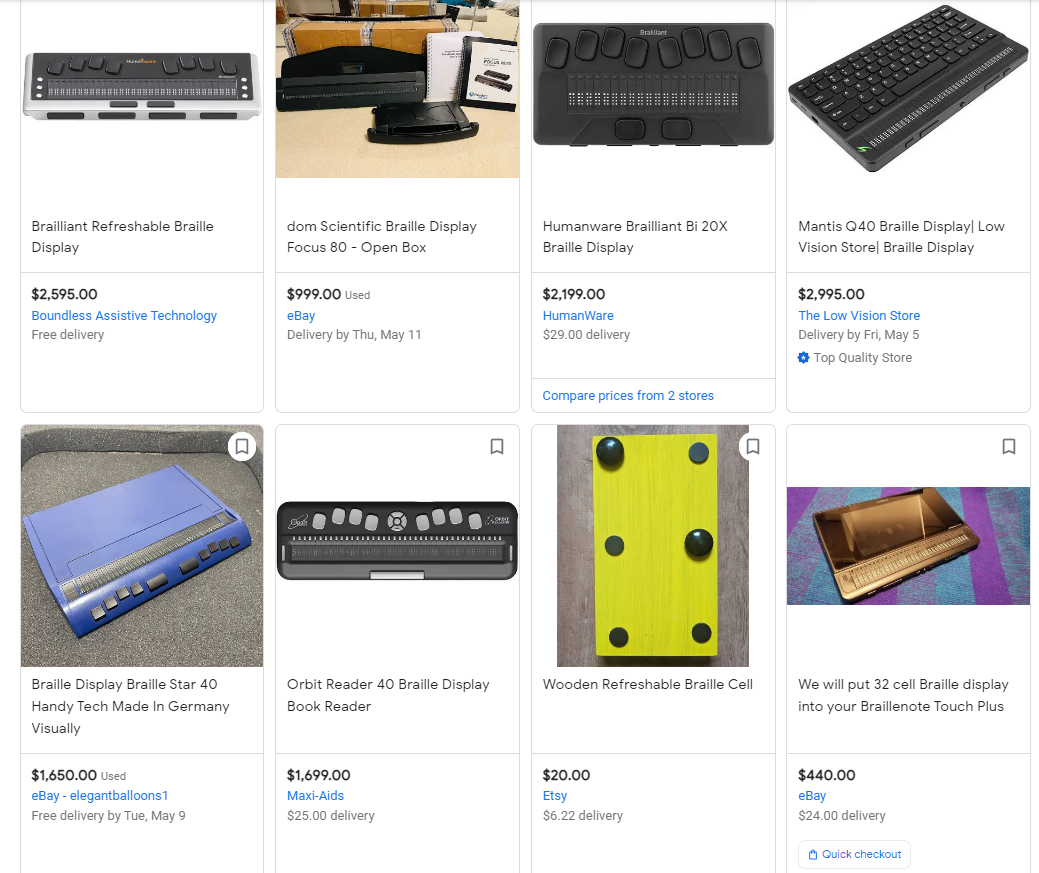 Humanware
FOCUS
Brailliant
Brailliant Refreshable Braille
Display
dom Scientific Braille Display
Focus 80 - Open Box
Humanware Brailliant Bi 20X
Braille Display
Mantis Q40 Braille Display| Low
Vision Store| Braille Display
$2,595.00
Boundless Assistive Technology
Free delivery
$999.00 Used
eBay
Delivery by Thu, May 11
$2,199.00
HumanWare
$29.00 delivery
Compare prices from 2 stores
$2,995.00
The Low Vision Store
Delivery by Fri, May 5
Top Quality Store
ORBIT
Braille Display Braille Star 40
Handy Tech Made In Germany
Visually
Orbit Reader 40 Braille Display
Book Reader
Wooden Refreshable Braille Cell
We will put 32 cell Braille display
into your Braillenote Touch Plus
$1,650.00 Used
eBay - elegantballoons1
Free delivery by Tue, May 9
$1,699.00
Maxi-Aids
$25.00 delivery
$20.00
Etsy
$6.22 delivery
$440.00
eBay
$24.00 delivery
Quick checkout